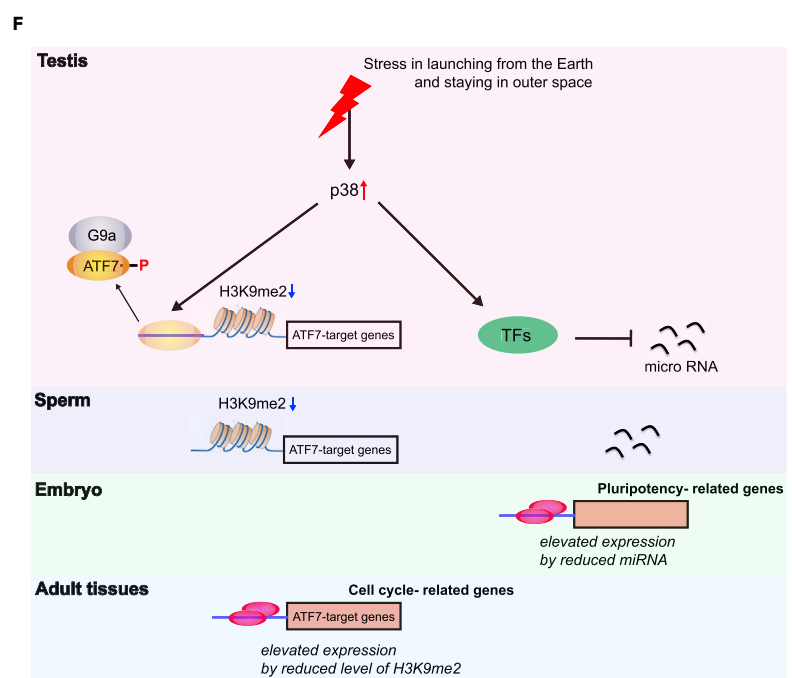 F
Testis
Stress in launching from the Earth
and staying in outer space
p38
G9a
ATF7
P
H3K9me2
ATF7-target genes
TFs
micro RNA
Sperm
H3K9me2
ATF7-target genes
Embryo
Pluripotency- related genes
elevated expression
by reduced miRNA
Adult tissues
Cell cycle- related genes
ATF7-target genes
elevated expression
by reduced level of H3K9me2